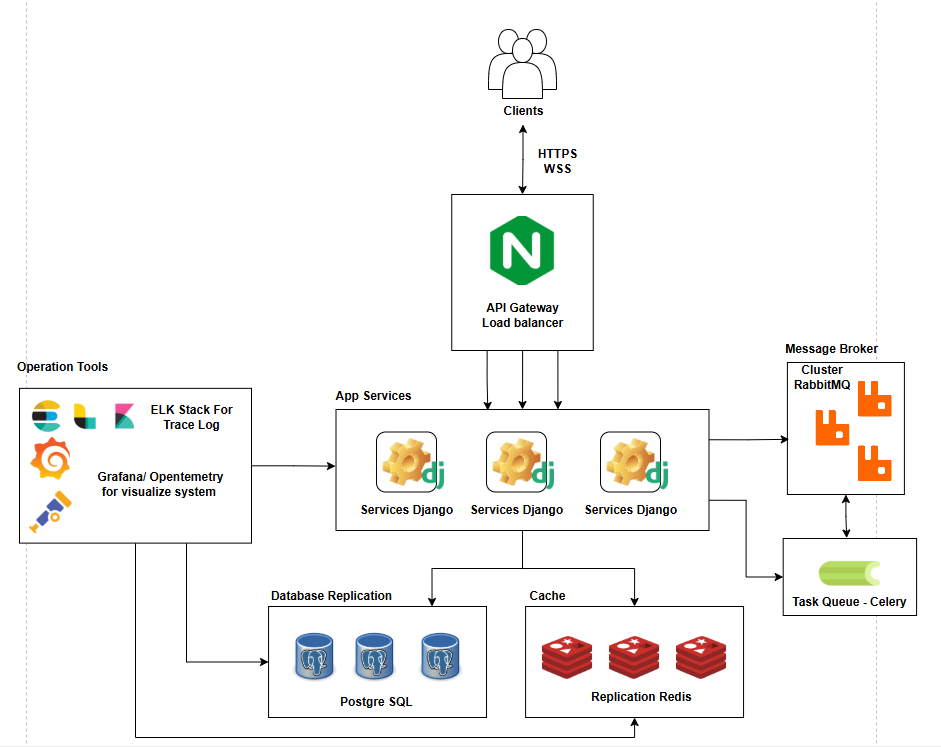 Clients
HTTPS
WSS
N
API Gateway
Load balancer
Operation Tools
ELK Stack For
Trace Log
Grafana/ Opentemetry
for visualize system
App Services
dj
dj
dj
Services Django
Services Django
Services Django
Message Broker
Cluster
RabbitMQ
Task Queue - Celery
Database Replication
Postgre SQL
Cache
Replication Redis